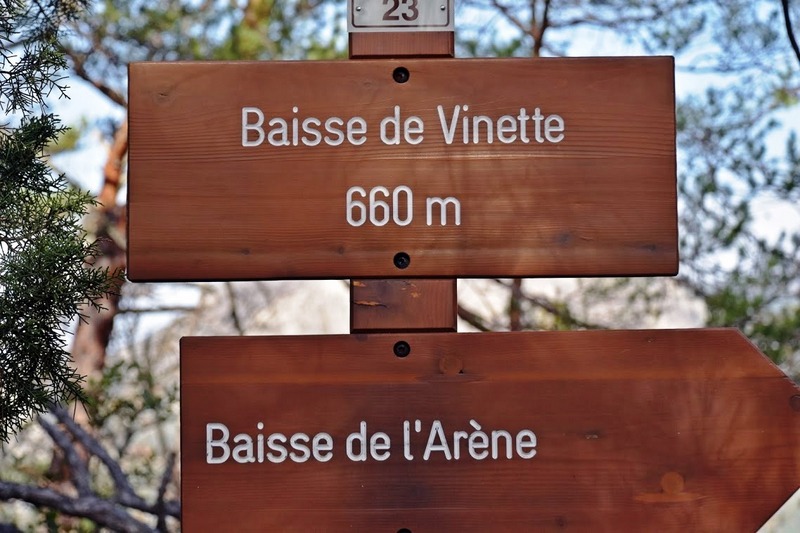 23
Baisse de Vinette
660 m
Baisse de l'Arène